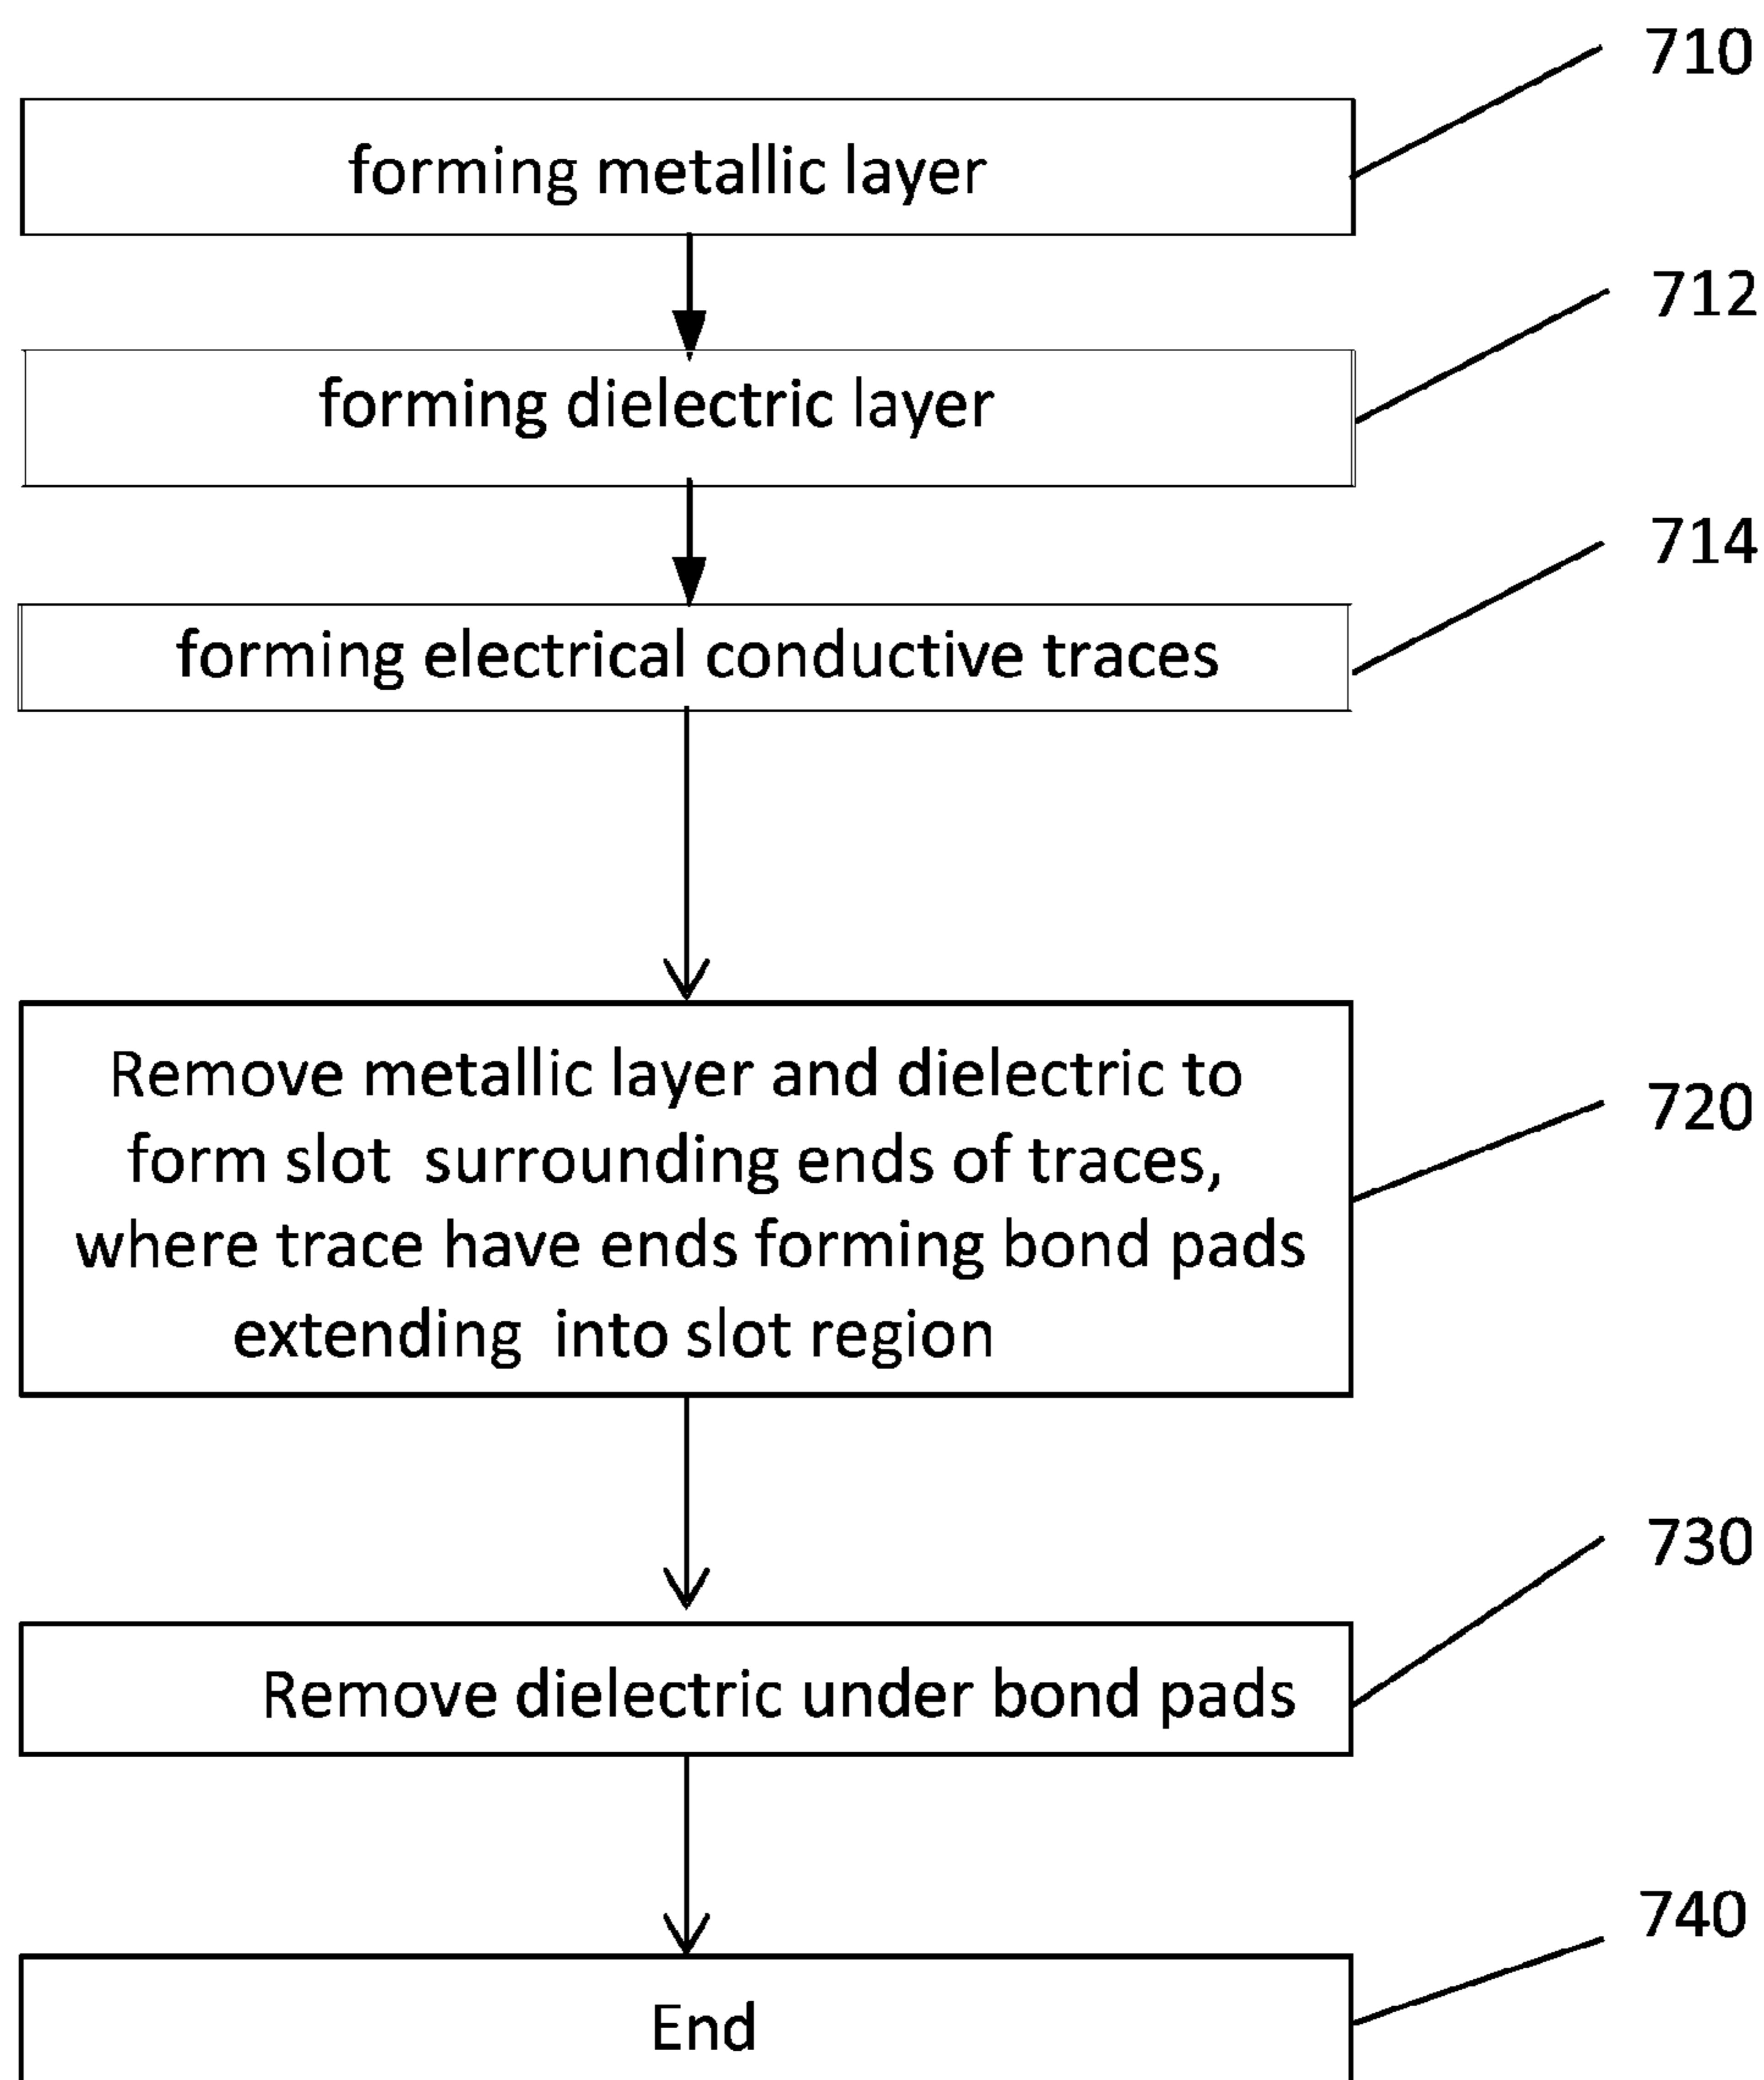 710
forming metallic layer
712
forming dielectric layer
714
forming electrical conductive traces
Remove metallic layer and dielectric to
form slot surrounding ends of traces,
where trace have ends forming bond pads
extending into slot region
720
730
Remove dielectric under bond pads
740
End